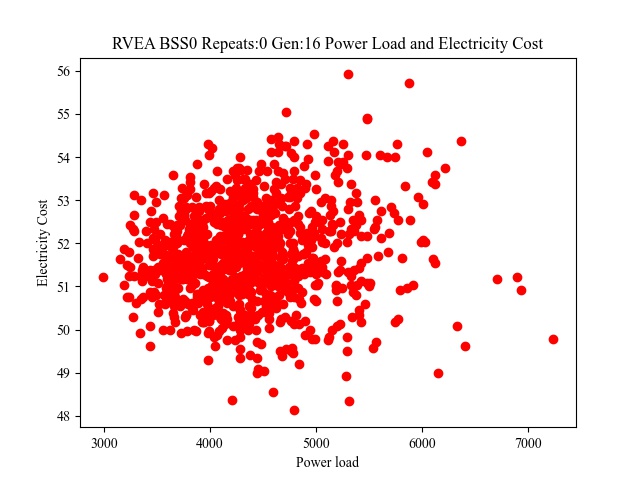 RVEA BSS0 Repeats:0 Gen:16 Power Load and Electricity Cost
56
55
54
53
52
51
50
49
48
Electricity Cost
3000 4000 5000 6000 7000
Power load